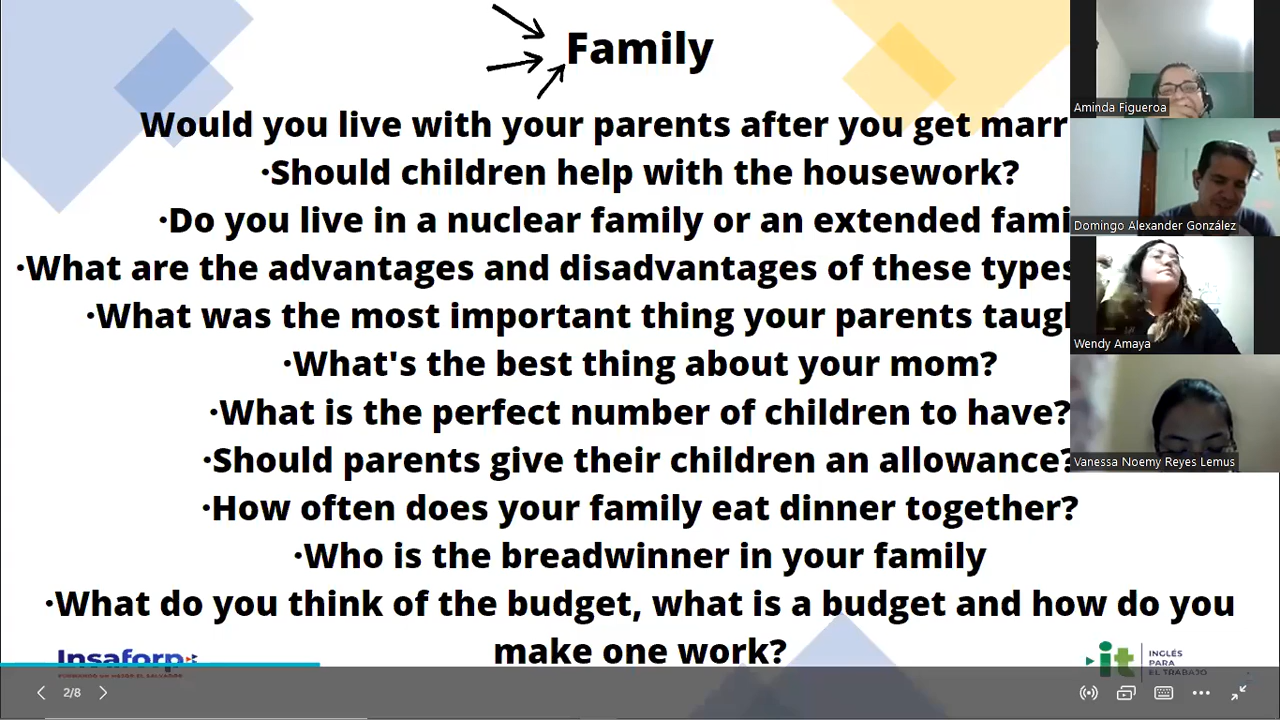 Family
Would you live with your parents after you get marr
·Should children help with the housework?
·Do you live in a nuclear family or an extended fami
·What are the advantages and disadvantages of these types
·What was the most important thing your parents taug
·What's the best thing about your mom?
·What is the perfect number of children to have?
·Should parents give their children an allowance?
·How often does your family eat dinner together?
·Who is the breadwinner in your family
·What do you think of the budget, what is a budget and how do you
make one work?
Aminda Figueroa
Domingo Alexander González
Wendy Amaya
Vanessa Noemy Reyes Lemus
Insaforp
it
INGLÉS
PARA
EL TRABAJO
2/8